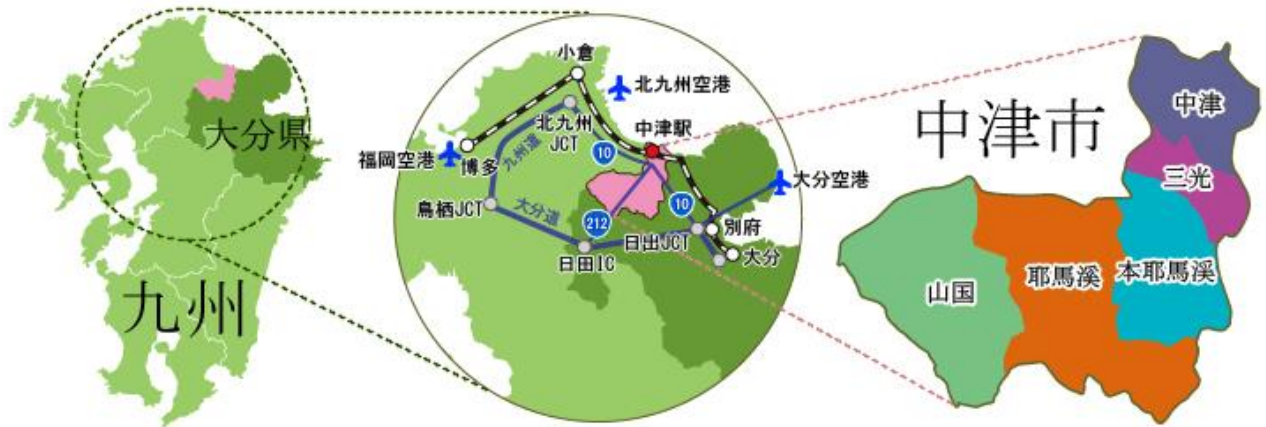 大分県
九州
小倉
北九州空港
北九州
JCT
中津駅
福岡空港
博多
九州道
10
大分空港
鳥栖JCT
大分道
212
10
日出JCT
別府
日田IC
大分
中津市
中津
三光
山国
耶馬溪
本耶馬溪